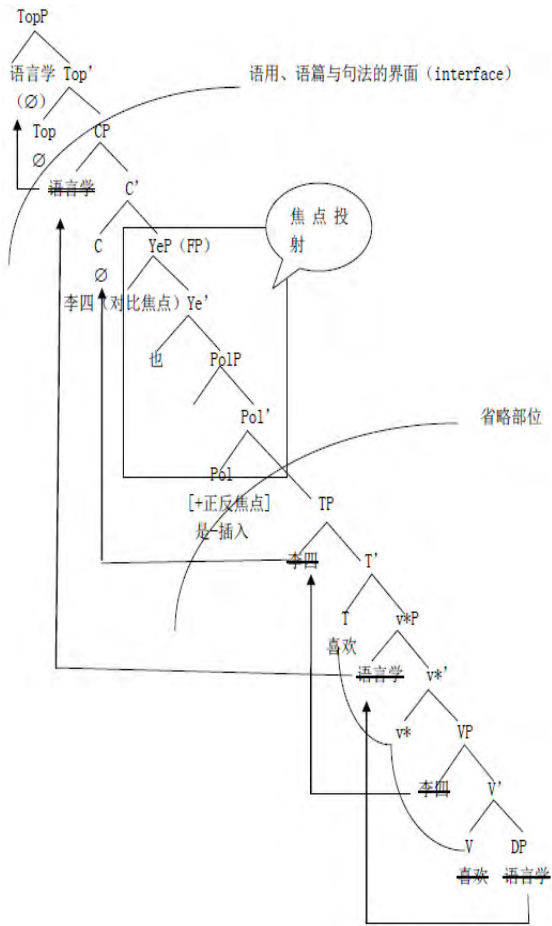 TopP
语言学 Top’
语用、语篇与句法的界面（interface）
（∅）
Top CP
∅
语言学 C’
焦 点 投
射
C YeP（FP）
∅
李四（对比焦点）Ye’
也 PolP
Pol’
省略部位
Pol
[+正反焦点] TP
是-插入
李四 T’
T v*P
喜欢
语言学 v*’
v* VP
李四 V’
V DP
喜欢 语言学